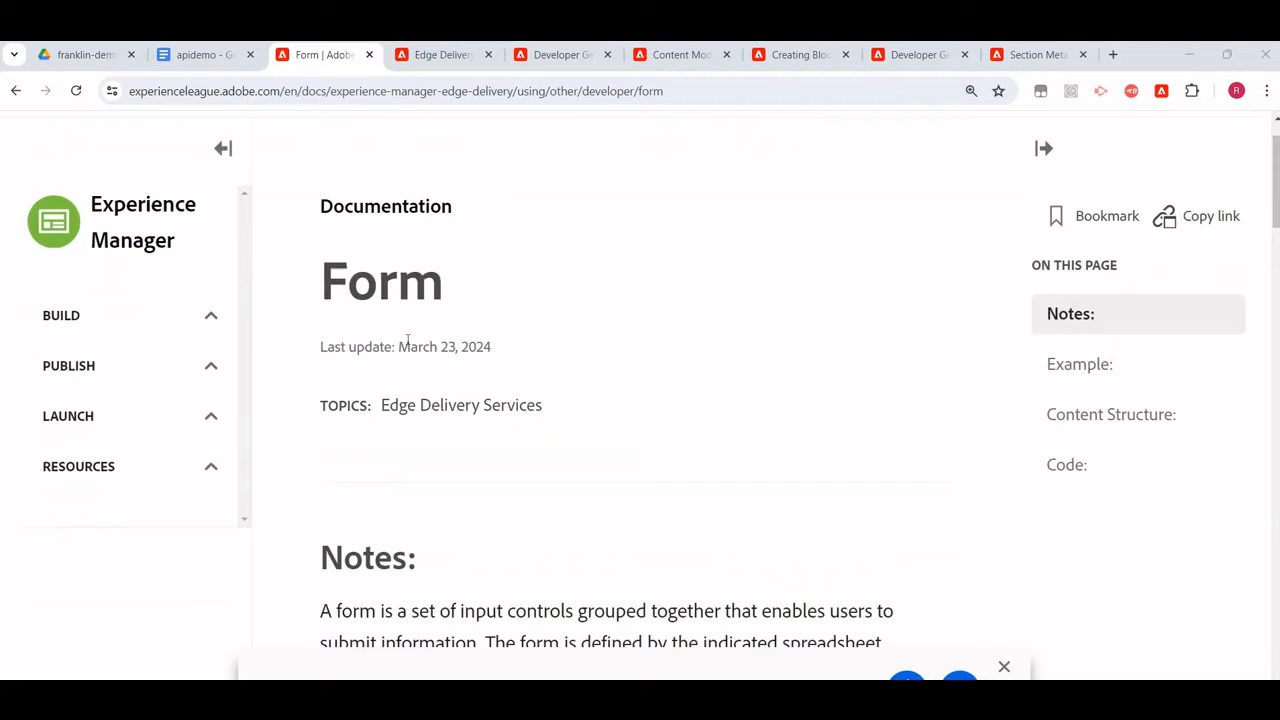 franklin-dem
apidemo - Go
Form | Adobe
Edge Delivery
Developer Ge
Content Mod
Creating Bloc
Developer Ge
Section Meta
experienceleague.adobe.com/en/docs/experience-manager-edge-delivery/using/other/developer/form
R
Experience
Manager
BUILD
PUBLISH
LAUNCH
RESOURCES
Documentation
Form
Last update: March 23, 2024
TOPICS: Edge Delivery Services
Notes:
A form is a set of input controls grouped together that enables users to
submit information. The form is defined by the indicated spreadsheet
Bookmark
Copy link
ON THIS PAGE
Notes:
Example:
Content Structure:
Code: